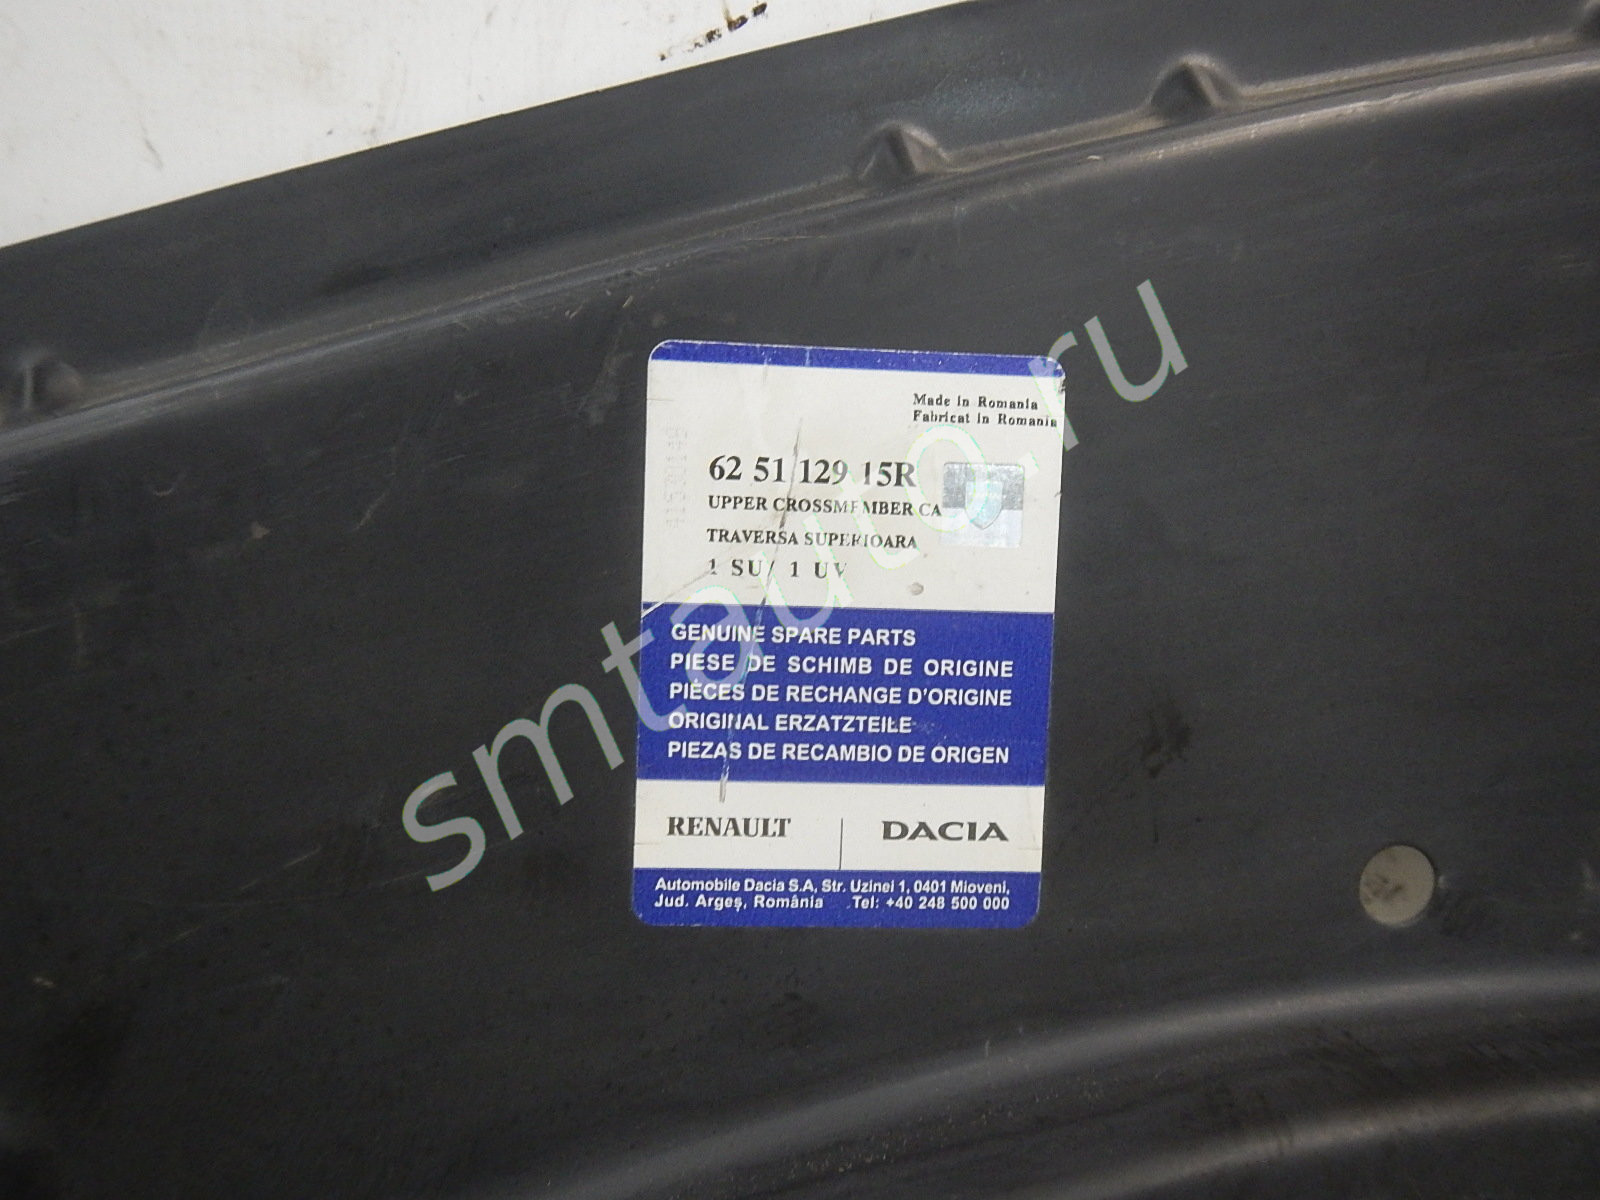 Made in Romania
Fabricat in Romania
62 51 129 15R
UPPER CROSSMEMBER CA
TRAVERSA SUPERIOARA
1 SU/ 1 UV
GENUINE SPARE PARTS
PIESE DE SCHIMB DE ORIGINE
PIÈCES DE RECHANGE D'ORIGINE
ORIGINAL ERZATZTEILE
PIEZAS DE RECAMBIO DE ORIGEN
RENAULT DACIA
Automobile Dacia S.A, Str. Uzinei 1, 0401 Mioveni,
Jud. Argeş, România Tel: +40 248 500 000
smtauto.ru